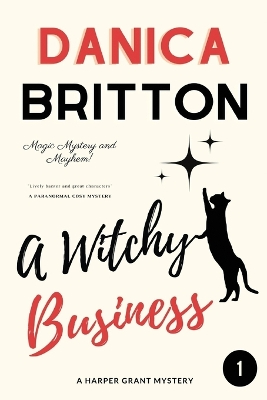 DANICA
BRITTON
Magic Mystery and
Mayhem!
"Lively banter and great characters"
A PARANORMAL COSY MYSTERY
A Witchy
Business
1
A HARPER GRANT MYSTERY